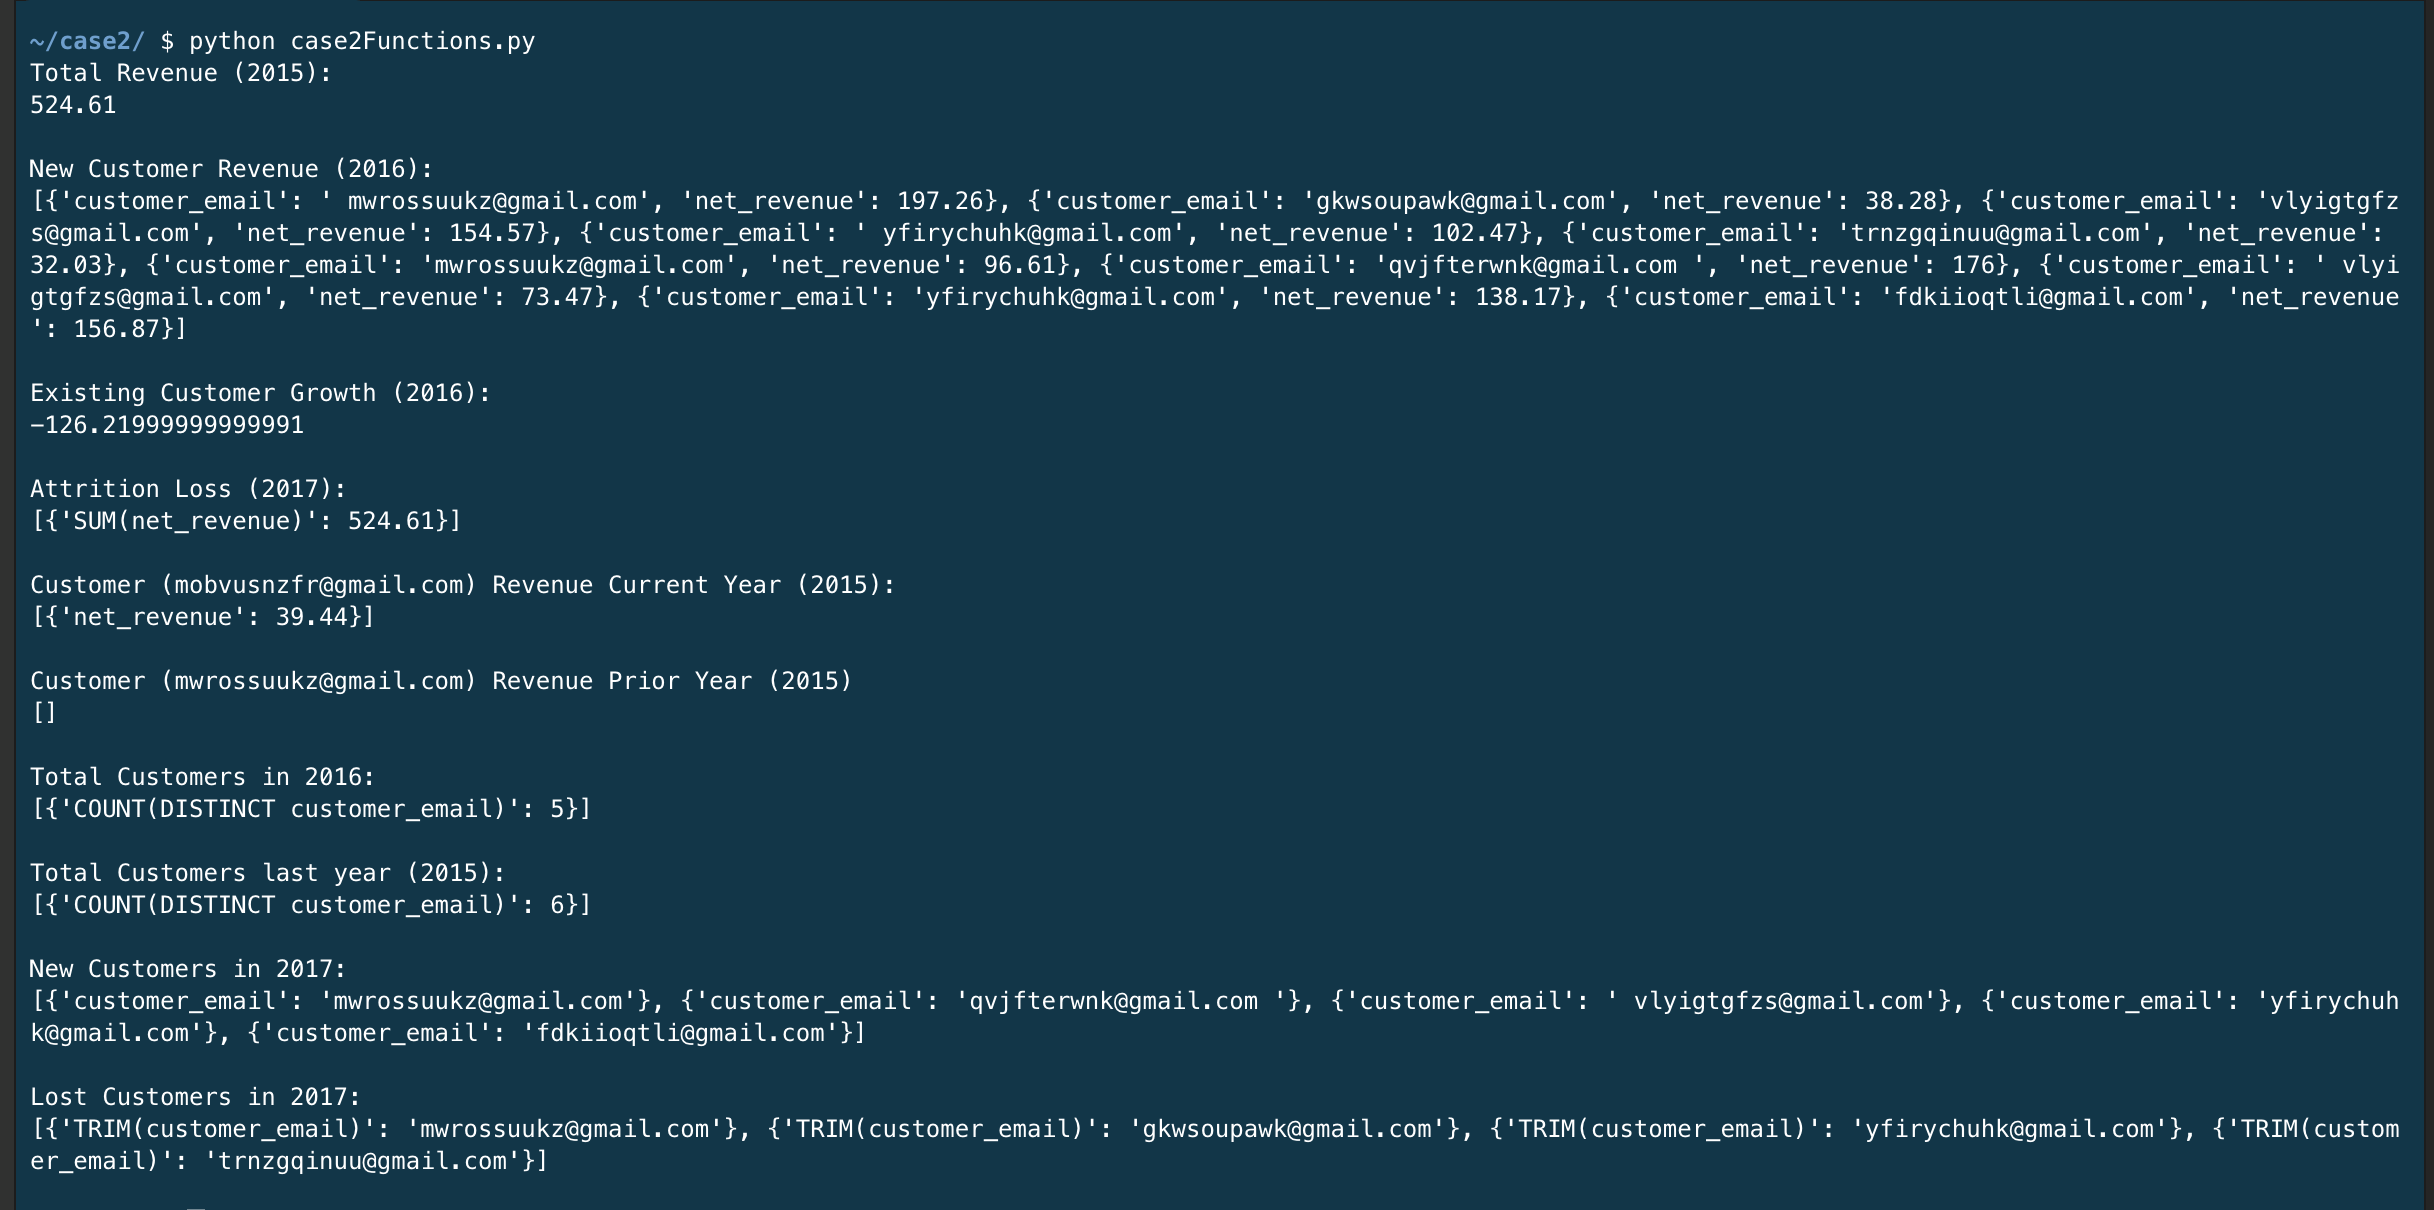 ~/case2/ $ python case2Functions.py
Total Revenue (2015):
524.61
New Customer Revenue (2016):
[{'customer_email': ' mwrossuukz@gmail.com', 'net_revenue': 197.26}, {'customer_email': 'gkwsoupawk@gmail.com', 'net_revenue': 38.28}, {'customer_email': 'vlyigtgfz
s@gmail.com', 'net_revenue': 154.57}, {'customer_email': ' yfirychuhk@gmail.com', 'net_revenue': 102.47}, {'customer_email': 'trnzgqinuu@gmail.com', 'net_revenue':
32.03}, {'customer_email': 'mwrossuukz@gmail.com', 'net_revenue': 96.61}, {'customer_email': 'qvjfterwnk@gmail.com ', 'net_revenue': 176}, {'customer_email': ' vlyi
gtgfzs@gmail.com', 'net_revenue': 73.47}, {'customer_email': 'yfirychuhk@gmail.com', 'net_revenue': 138.17}, {'customer_email': 'fdkiioqtli@gmail.com', 'net_revenue
': 156.87}]
Existing Customer Growth (2016):
-126.21999999999991
Attrition Loss (2017):
[{'SUM(net_revenue)': 524.61}]
Customer (mobvusnzfr@gmail.com) Revenue Current Year (2015):
[{'net_revenue': 39.44}]
Customer (mwrossuukz@gmail.com) Revenue Prior Year (2015)
[]
Total Customers in 2016:
[{'COUNT(DISTINCT customer_email)': 5}]
Total Customers last year (2015):
[{'COUNT(DISTINCT customer_email)': 6}]
New Customers in 2017:
[{'customer_email': 'mwrossuukz@gmail.com'}, {'customer_email': 'qvjfterwnk@gmail.com '}, {'customer_email': ' vlyigtgfzs@gmail.com'}, {'customer_email': 'yfirychuh
k@gmail.com'}, {'customer_email': 'fdkiioqtli@gmail.com'}]
Lost Customers in 2017:
[{'TRIM(customer_email)': 'mwrossuukz@gmail.com'}, {'TRIM(customer_email)': 'gkwsoupawk@gmail.com'}, {'TRIM(customer_email)': 'yfirychuhk@gmail.com'}, {'TRIM(custom
er_email)': 'trnzgqinuu@gmail.com'}]